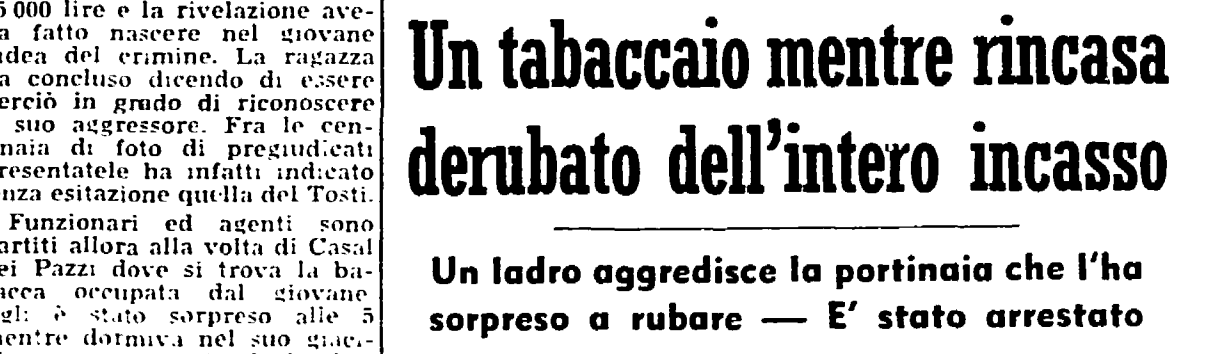 5 000 lire e la rivelazione ave-
a fatto nascere nel giovane
idea del crimine. La ragazza
a concluso dicendo di essere
erciò in grado di riconoscere
suo aggressore. Fra le cen-
naia di foto di pregiudicati
resentatele ha infatti indicato
nza esitazione quella del Tosti.
Funzionari ed agenti sono
artiti allora alla volta di Casal
ei Pazzi dove si trova la ba-
acca occupata dal giovane
gli è stato sorpreso alle 5
mentre dormiva nel suo giaci-
Un tabaccaio mentre rincasa
derubato dell'intero incasso
Un ladro aggredisce la portinaia che l'ha
sorpreso a rubare — E' stato arrestato